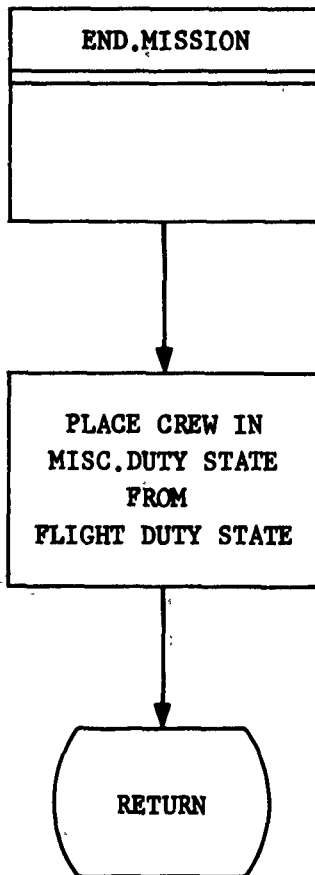 END.MISSION
PLACE CREW IN
MISC.DUTY STATE
FROM
FLIGHT DUTY STATE
RETURN